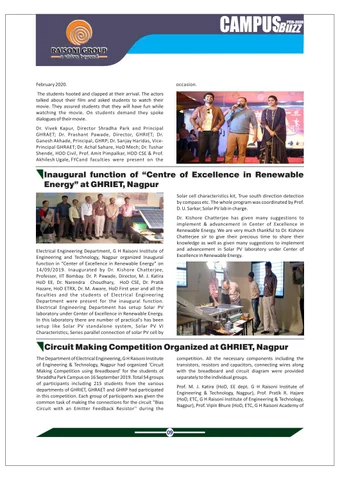 CAMPUS
BUZZ
FEB-2020
RAISONI GROUP
a vision beyond
February 2020.
The students hooted and clapped at their arrival. The actors
talked about their film and asked students to watch their
movie. They assured students that they will have fun while
watching the movie. On students demand they spoke
dialogues of their movie.
Dr. Vivek Kapur, Director Shradha Park and Principal
GHRAET; Dr. Prashant Pawade, Director, GHRIET; Dr.
Ganesh Akhade, Principal, GHRP; Dr. Sanjay Haridas, Vice-
Principal GHRAET; Dr. Achal Sahare, HoD Mech; Dr. Tushar
Shende, HOD Civil, Prof. Amit Pimpalkar, HOD CSE & Prof.
Akhilesh Ugale, FYC and faculties were present on the
occasion.
Inaugural function of “Centre of Excellence in Renewable
Energy” at GHRIET, Nagpur
Electrical Engineering Department, G H Raisoni Institute of
Engineering and Technology, Nagpur organized Inaugural
function in “Center of Excellence in Renewable Energy” on
14/09/2019. Inaugurated by Dr. Kishore Chatterjee,
Professor, IIT Bombay. Dr. P. Pawade, Director, M. J. Katira
HoD EE, Dr. Narendra Choudhary, HoD CSE, Dr. Pratik
Hazare, HoD ETRX, Dr. M. Aware, HoD First year and all the
faculties and the students of Electrical Engineering
Department were present for the inaugural function.
Electrical Engineering Department has setup Solar PV
laboratory under Center of Excellence in Renewable Energy.
In this laboratory there are number of practical's has been
setup like Solar PV standalone system, Solar PV VI
Characteristics, Series parallel connection of solar PV cell by
Solar cell characteristics kit, True south direction detection
by compass etc. The whole program was coordinated by Prof.
D. U. Sarkar, Solar PV lab in charge.
Dr. Kishore Chatterjee has given many suggestions to
implement & advancement in Center of Excellence in
Renewable Energy. We are very much thankful to Dr. Kishore
Chatterjee sir to give their precious time to share their
knowledge as well as given many suggestions to implement
and advancement in Solar PV laboratory under Center of
Excellence in Renewable Energy.
Circuit Making Competition Organized at GHRIET, Nagpur
The Department of Electrical Engineering, G H Raisoni Institute
of Engineering & Technology, Nagpur had organized ‘Circuit
Making Competition using Breadboard’ for the students of
Shraddha Park Campus on 16 September 2019. Total 54 groups
of participants including 215 students from the various
departments of GHRIET, GHRAET and GHRP had participated
in this competition. Each group of participants was given the
common task of making the connections for the circuit “Bias
Circuit with an Emitter Feedback Resistor” during the
competition. All the necessary components including the
transistors, resistors and capacitors, connecting wires along
with the breadboard and circuit diagram were provided
separately to the individual groups.
Prof. M. J. Katira (HoD, EE dept. G H Raisoni Institute of
Engineering & Technology, Nagpur), Prof. Pratik R. Hajare
(HoD, ETC, G H Raisoni Institute of Engineering & Technology,
Nagpur), Prof. Vipin Bhure (HoD, ETC, G H Raisoni Academy of